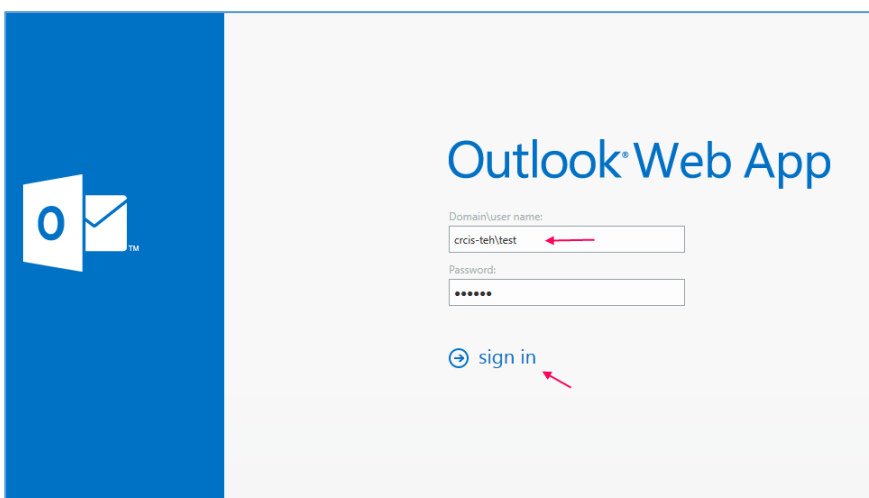 Outlook® Web App
Domain\user name:
crcis-teh\test
Password:
••••••
sign in
O
TM